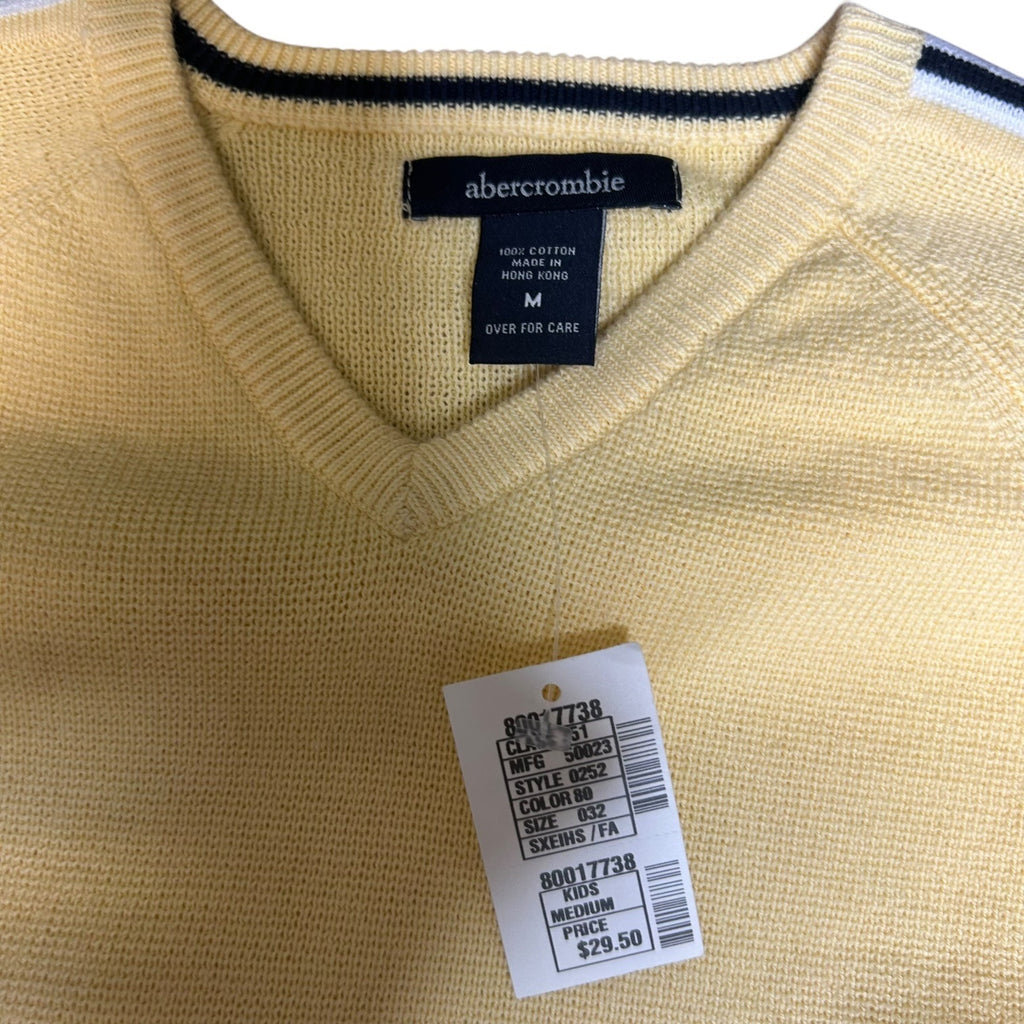 abercrombie
100% COTTON
MADE IN
HONG KONG
M
OVER FOR CARE
80017738
51
MFG 50023
STYLE 0252
COLOR 80
SIZE 032
SXEIHS / FA
80017738
KIDS
MEDIUM
PRICE
$29.50